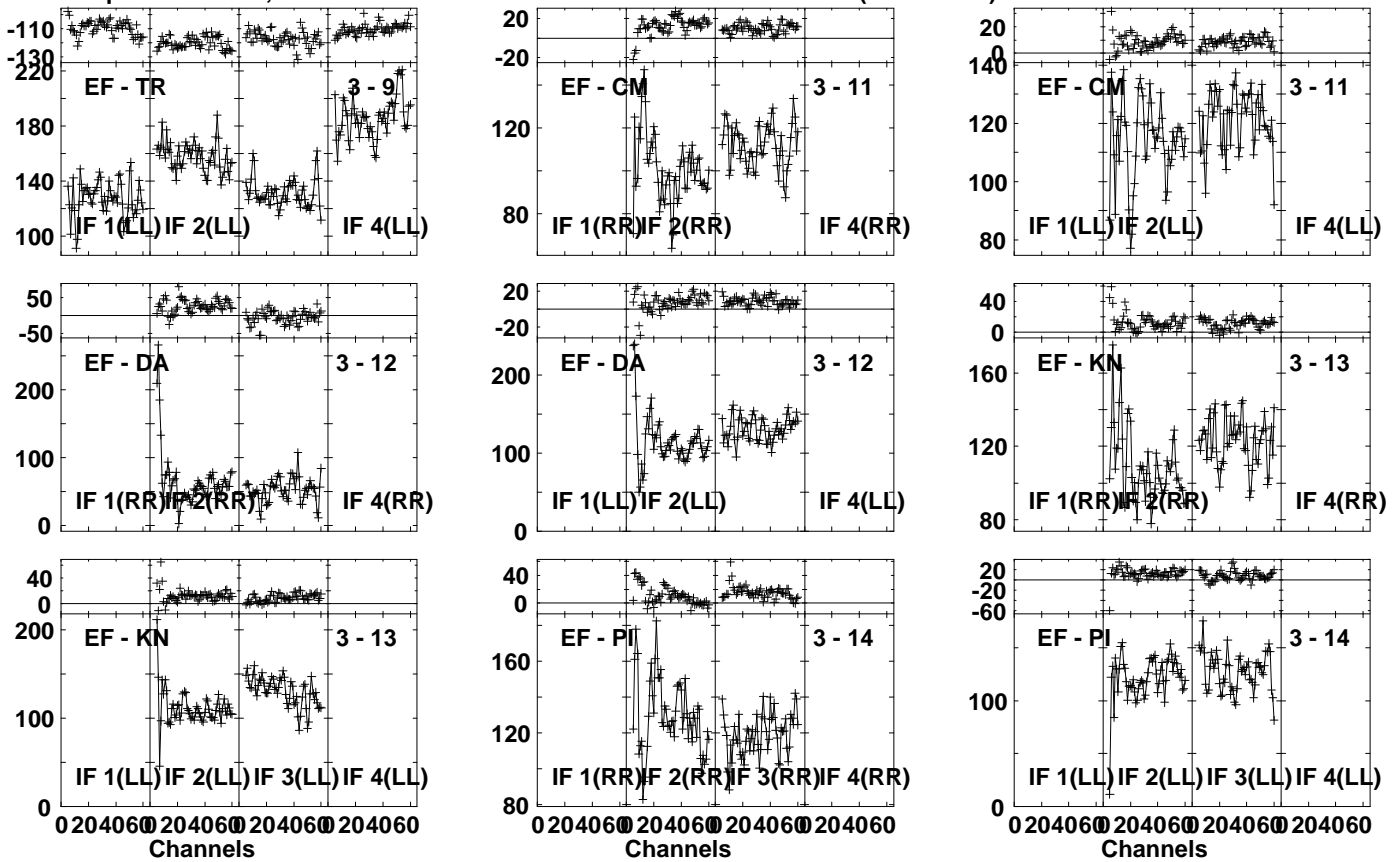 -110
-130
20
-20
20
0
220
180
140
100
EF - TR
3 - 9
IF 1(LL)
IF 2(LL)
IF 4(LL)
120
80
EF - CM
3 - 11
IF 1(RR)
IF 2(RR)
IF 4(RR)
140
120
100
80
EF - CM
3 - 11
IF 1(LL)
IF 2(LL)
IF 4(LL)
50
-50
20
-20
40
0
200
100
0
EF - DA
3 - 12
IF 1(RR)
IF 2(RR)
IF 4(RR)
200
100
0
EF - DA
3 - 12
IF 1(LL)
IF 2(LL)
IF 4(LL)
160
120
80
EF - KN
3 - 13
IF 1(RR)
IF 2(RR)
IF 4(RR)
40
0
40
0
20
-20
-60
200
100
0
EF - KN
3 - 13
IF 1(LL)
IF 2(LL)
IF 3(LL)
IF 4(LL)
160
120
80
EF - PI
3 - 14
IF 1(RR)
IF 2(RR)
IF 3(RR)
IF 4(RR)
100
0
EF - PI
3 - 14
IF 1(LL)
IF 2(LL)
IF 3(LL)
IF 4(LL)
0 204060 0 204060 0 204060 0 204060
0 204060 0 204060 0 204060 0 204060
0 204060 0 204060 0 204060 0 204060
Channels
Channels
Channels